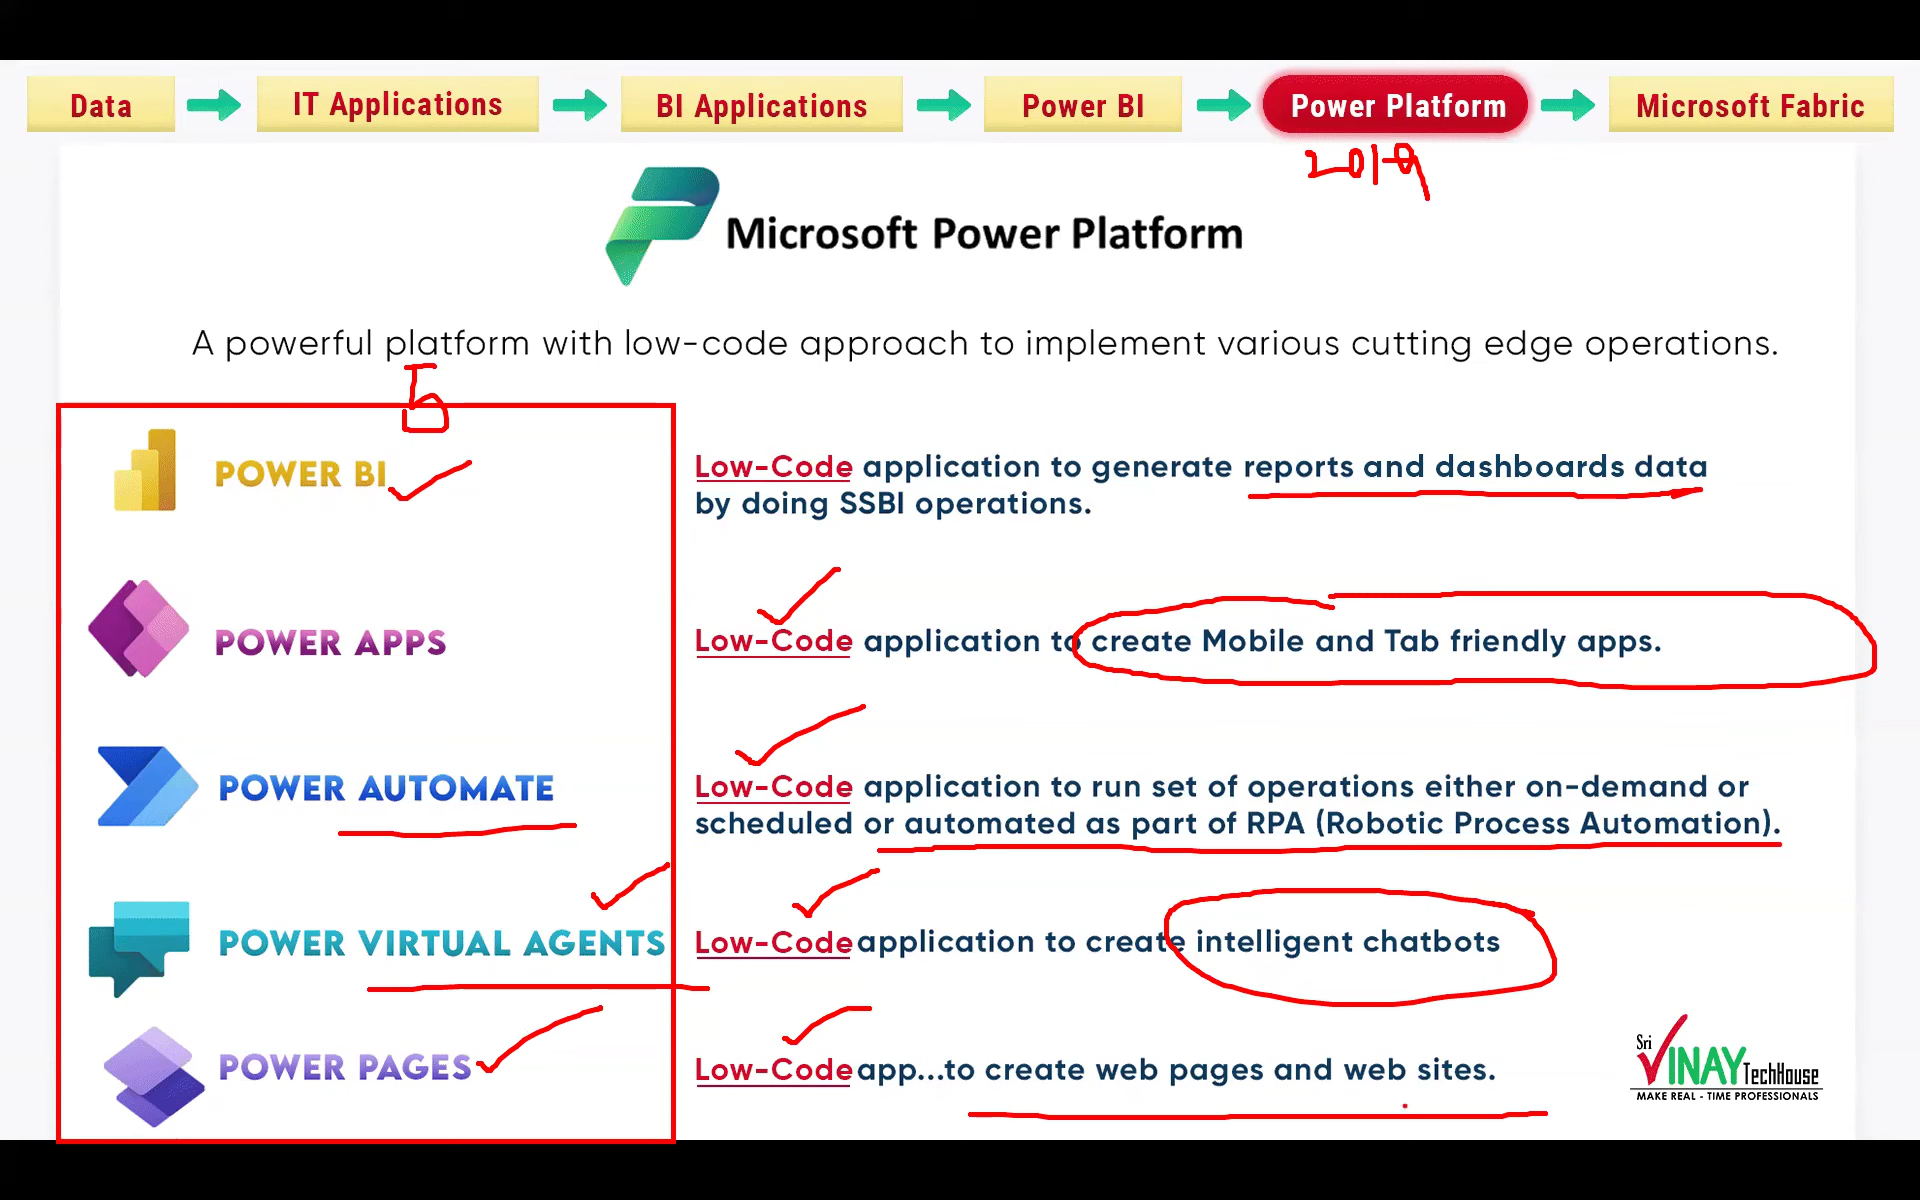 Data
IT Applications
BI Applications
Power BI
Power Platform
Microsoft Fabric
2019
Microsoft Power Platform
A powerful platform with low-code approach to implement various cutting edge operations.
5
POWER BI
Low-Code application to generate reports and dashboards data
by doing SSBI operations.
POWER APPS
Low-Code application to create Mobile and Tab friendly apps.
POWER AUTOMATE
Low-Code application to run set of operations either on-demand or
scheduled or automated as part of RPA (Robotic Process Automation).
POWER VIRTUAL AGENTS
Low-Code application to create intelligent chatbots
POWER PAGES
Low-Code app...to create web pages and web sites.
Sri
VINAY TechHouse
MAKE REAL - TIME PROFESSIONALS